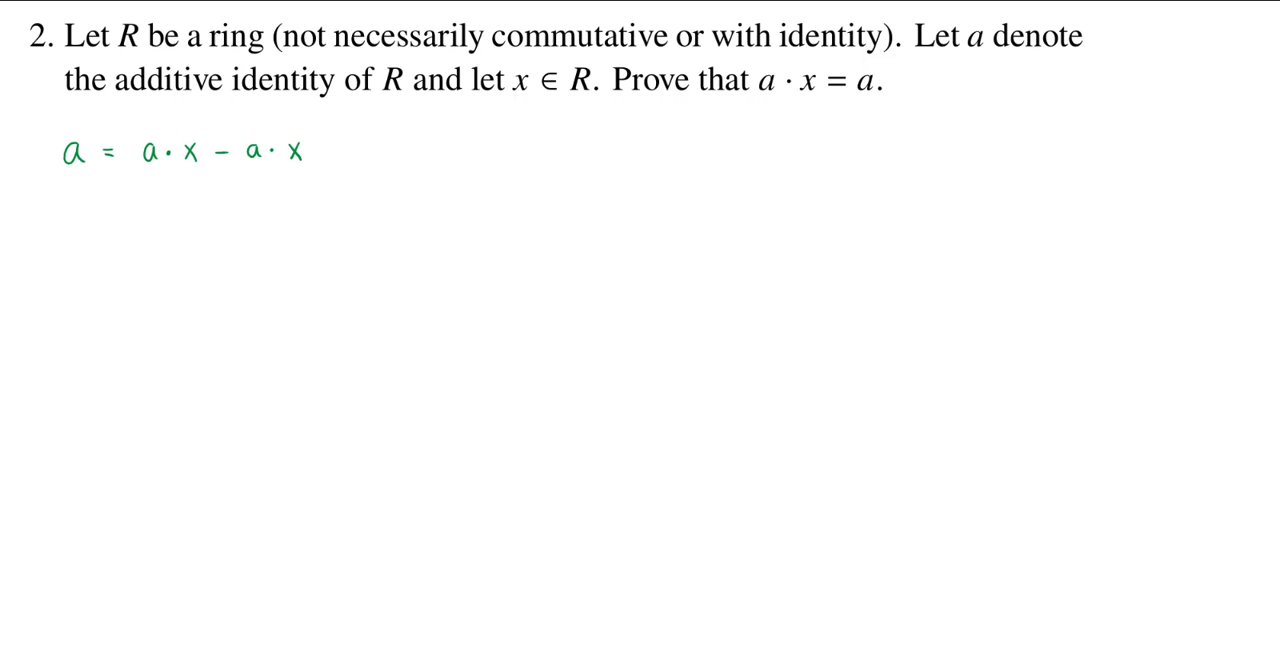 2. Let R be a ring (not necessarily commutative or with identity). Let a denote
the additive identity of R and let x ∈ R. Prove that a · x = a.
a = a · x − a · x